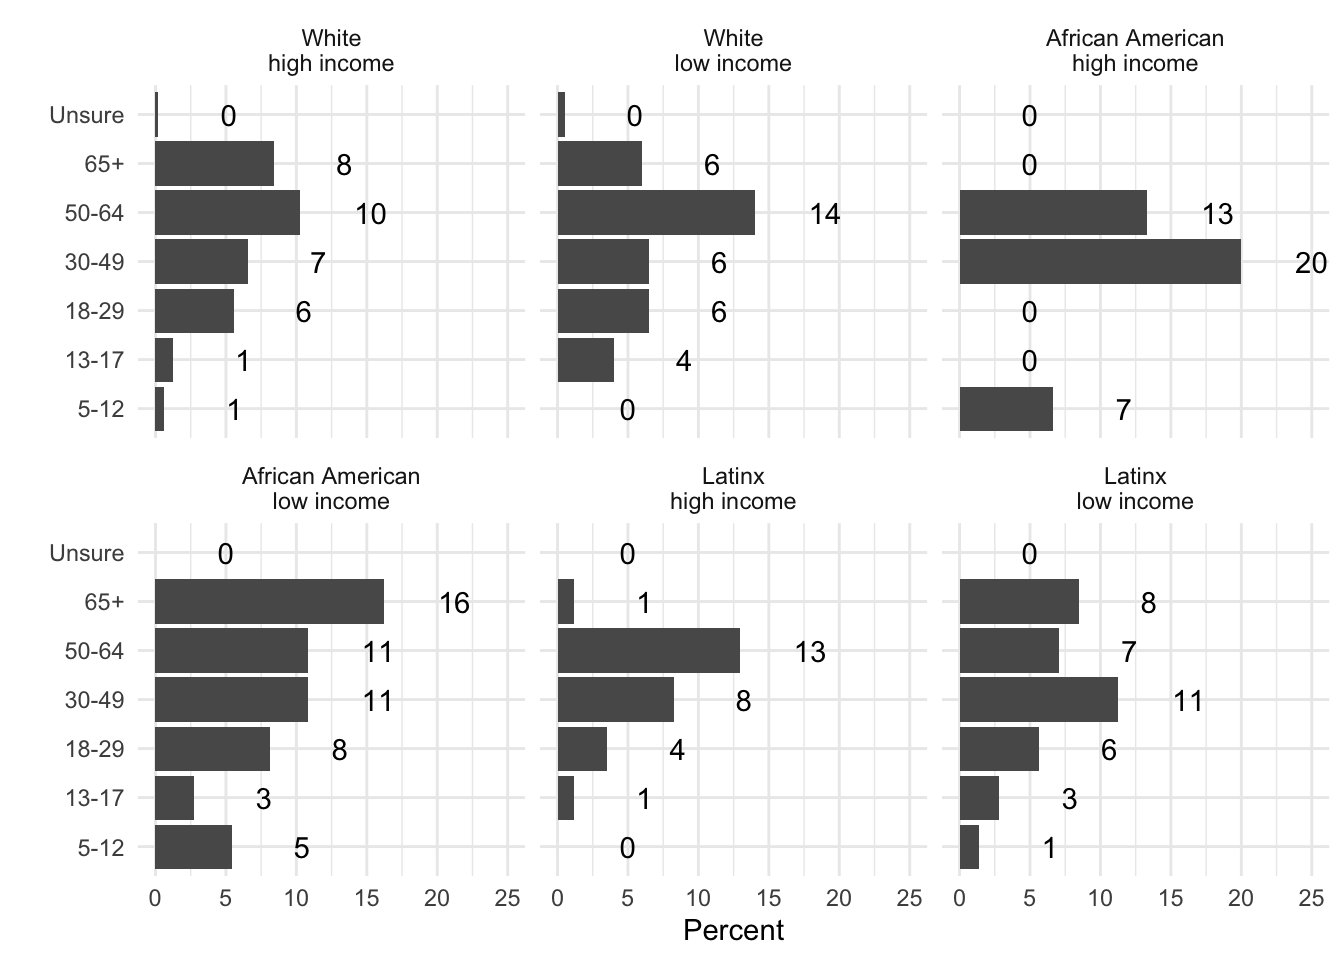 White
high income
White
low income
African American
high income
Unsure 0 0 0
65+ 8 6 0
50-64 10 14 13
30-49 7 6 20
18-29 6 6 0
13-17 1 4 0
5-12 1 0 7
African American
low income
Latinx
high income
Latinx
low income
Unsure 0 0 0
65+ 16 1 8
50-64 11 13 7
30-49 11 8 11
18-29 8 4 6
13-17 3 1 3
5-12 5 0 1
0 5 10 15 20 25 0 5 10 15 20 25 0 5 10 15 20 25
Percent